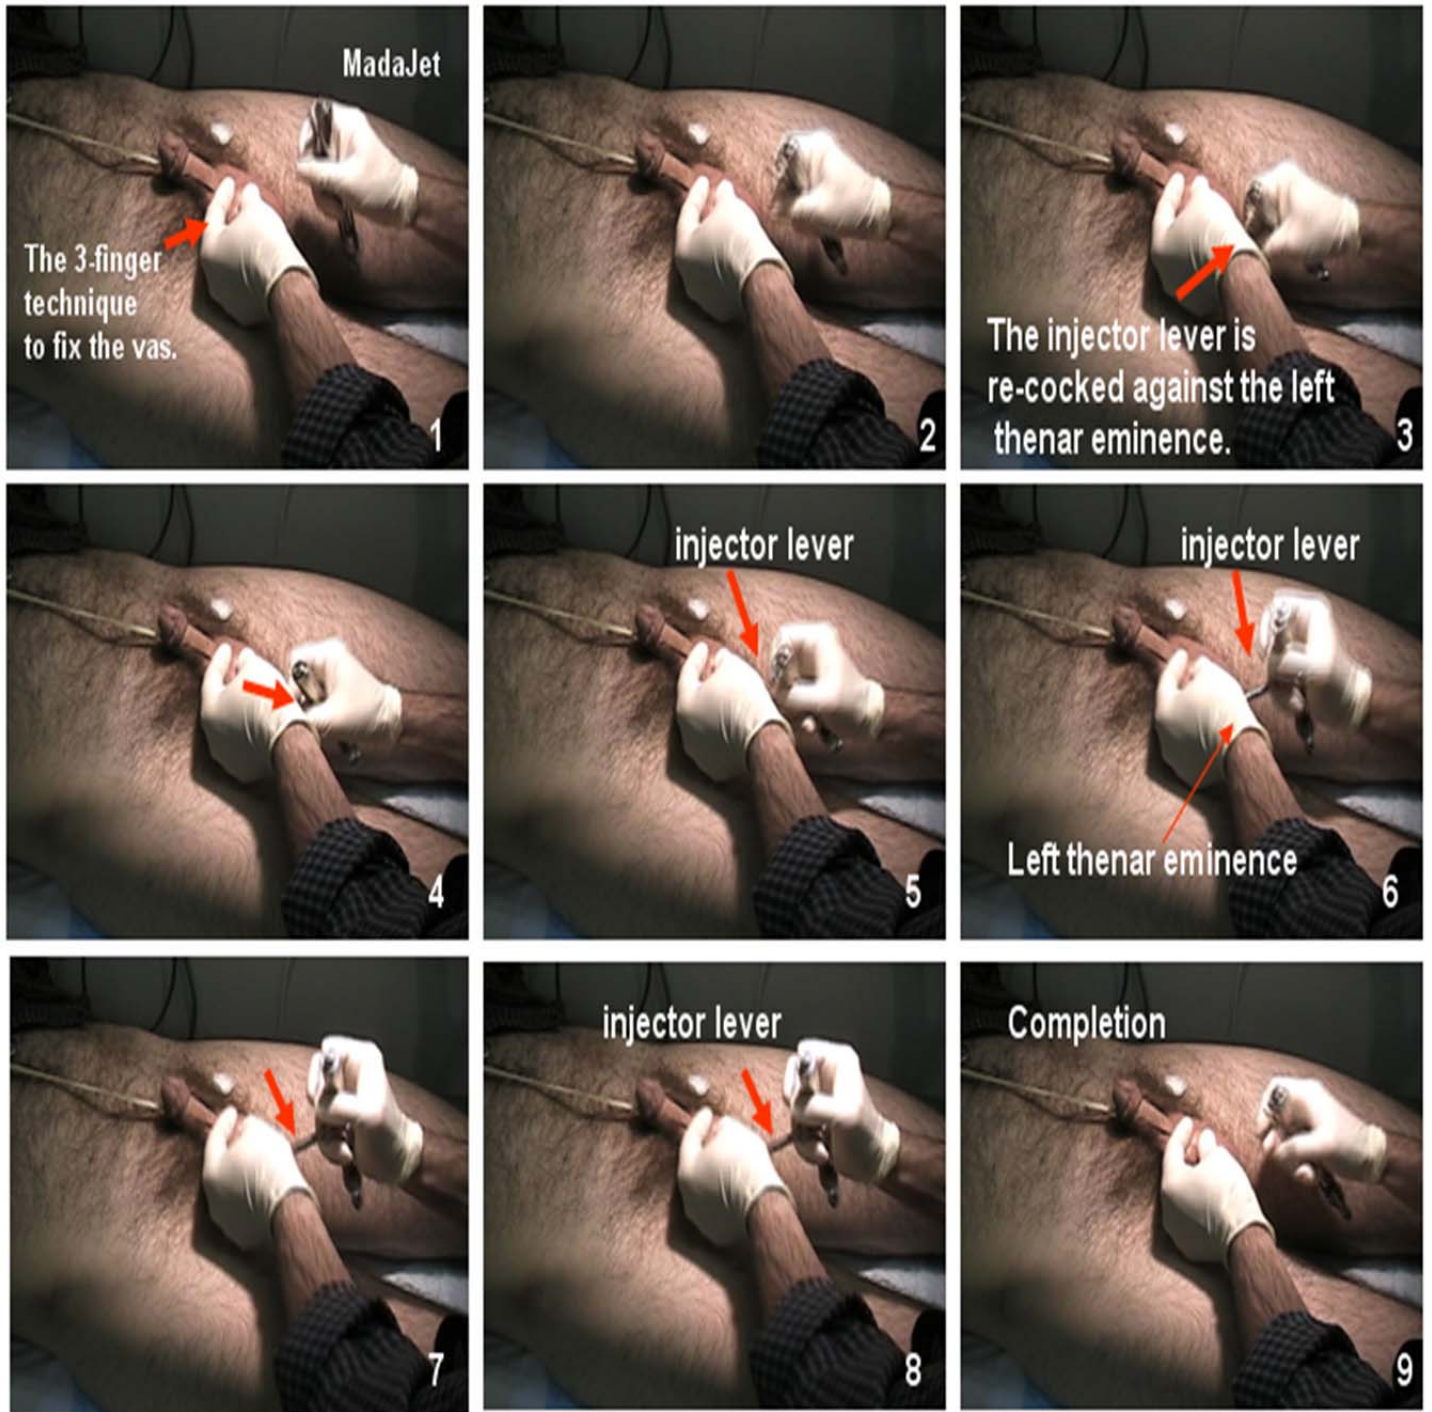 MadaJet
The 3-finger
technique
to fix the vas.
1
2
The injector lever is
re-cocked against the left
thenar eminence.
3
4
injector lever
5
injector lever
Left thenar eminence
6
7
injector lever
8
Completion
9